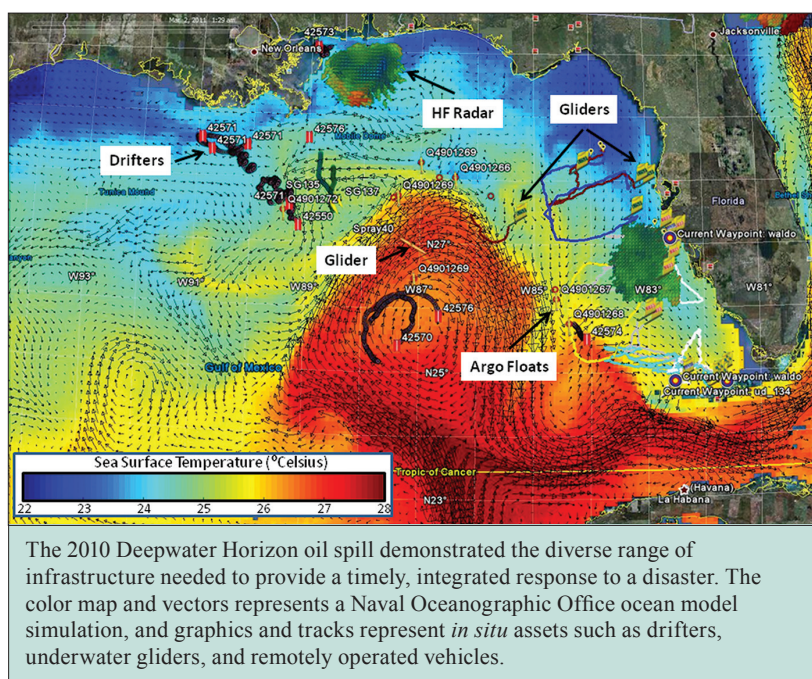 Mar. 2, 2011 1:29 am
42573
New Orleans
Jacksonville
HF Radar
Gliders
42571
42571
42571
42576
Drifters
Q4901269
Q4901266
SG135
SG137
Q4901269
42571
Q4901272
42550
Spray40
Florida
N27°
Current Waypoint: waldo
Glider
W93°
W91°
W89°
Q4901269
W87°
W85°
Q4901267
W83°
W81°
42576
Q4901268
42574
42570
Argo Floats
Gulf of Mexico
N25°
Current Waypoint: waldo
Current Waypoint: ud_134
Sea Surface Temperature (°Celsius)
22 23 24 25 26 27 28
Tropic of Cancer
N23°
(Havana)
La Habana
The 2010 Deepwater Horizon oil spill demonstrated the diverse range of
infrastructure needed to provide a timely, integrated response to a disaster. The
color map and vectors represents a Naval Oceanographic Office ocean model
simulation, and graphics and tracks represent in situ assets such as drifters,
underwater gliders, and remotely operated vehicles.